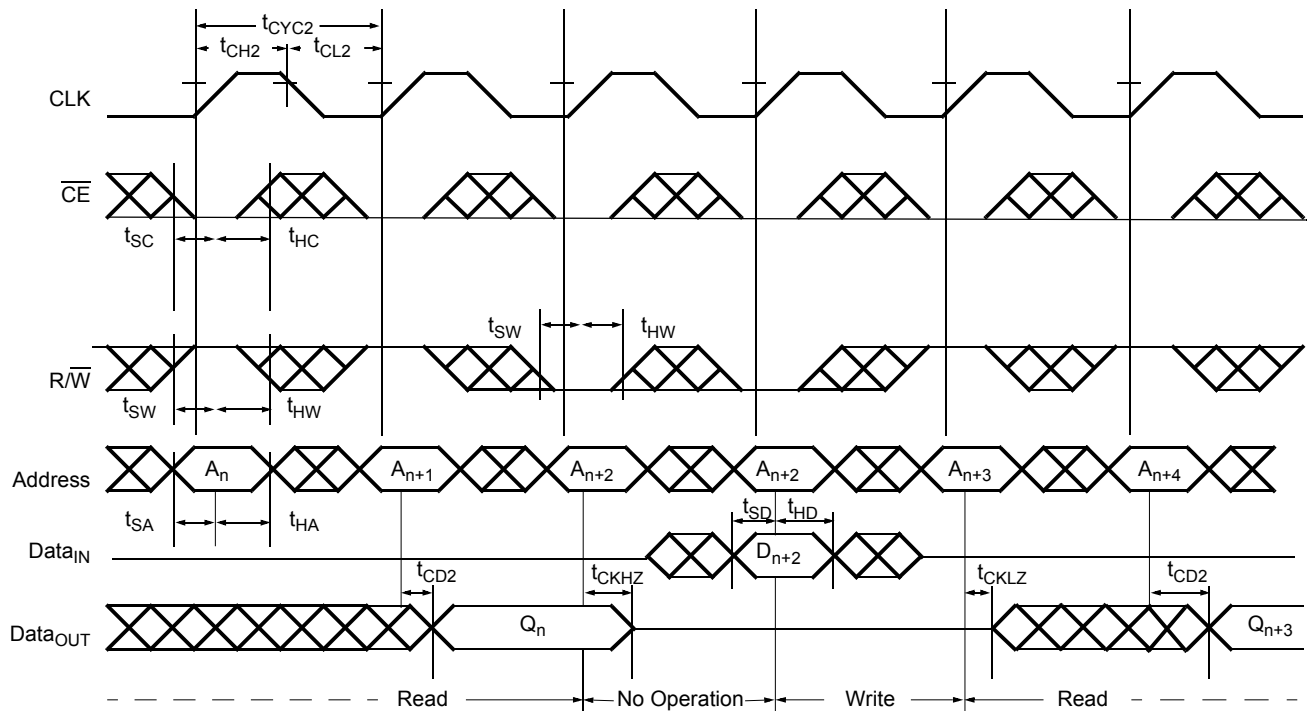 tCYC2
tCH2 tCL2
CLK
CE
tSC tHC
tSW tHW
R/W
tSW tHW
Address An An+1 An+2 An+2 An+3 An+4
tSA tHA tSD tHD
DataIN Dn+2
tCD2 tCKHZ tCKLZ tCD2
DataOUT Qn Qn+3
Read No Operation Write Read